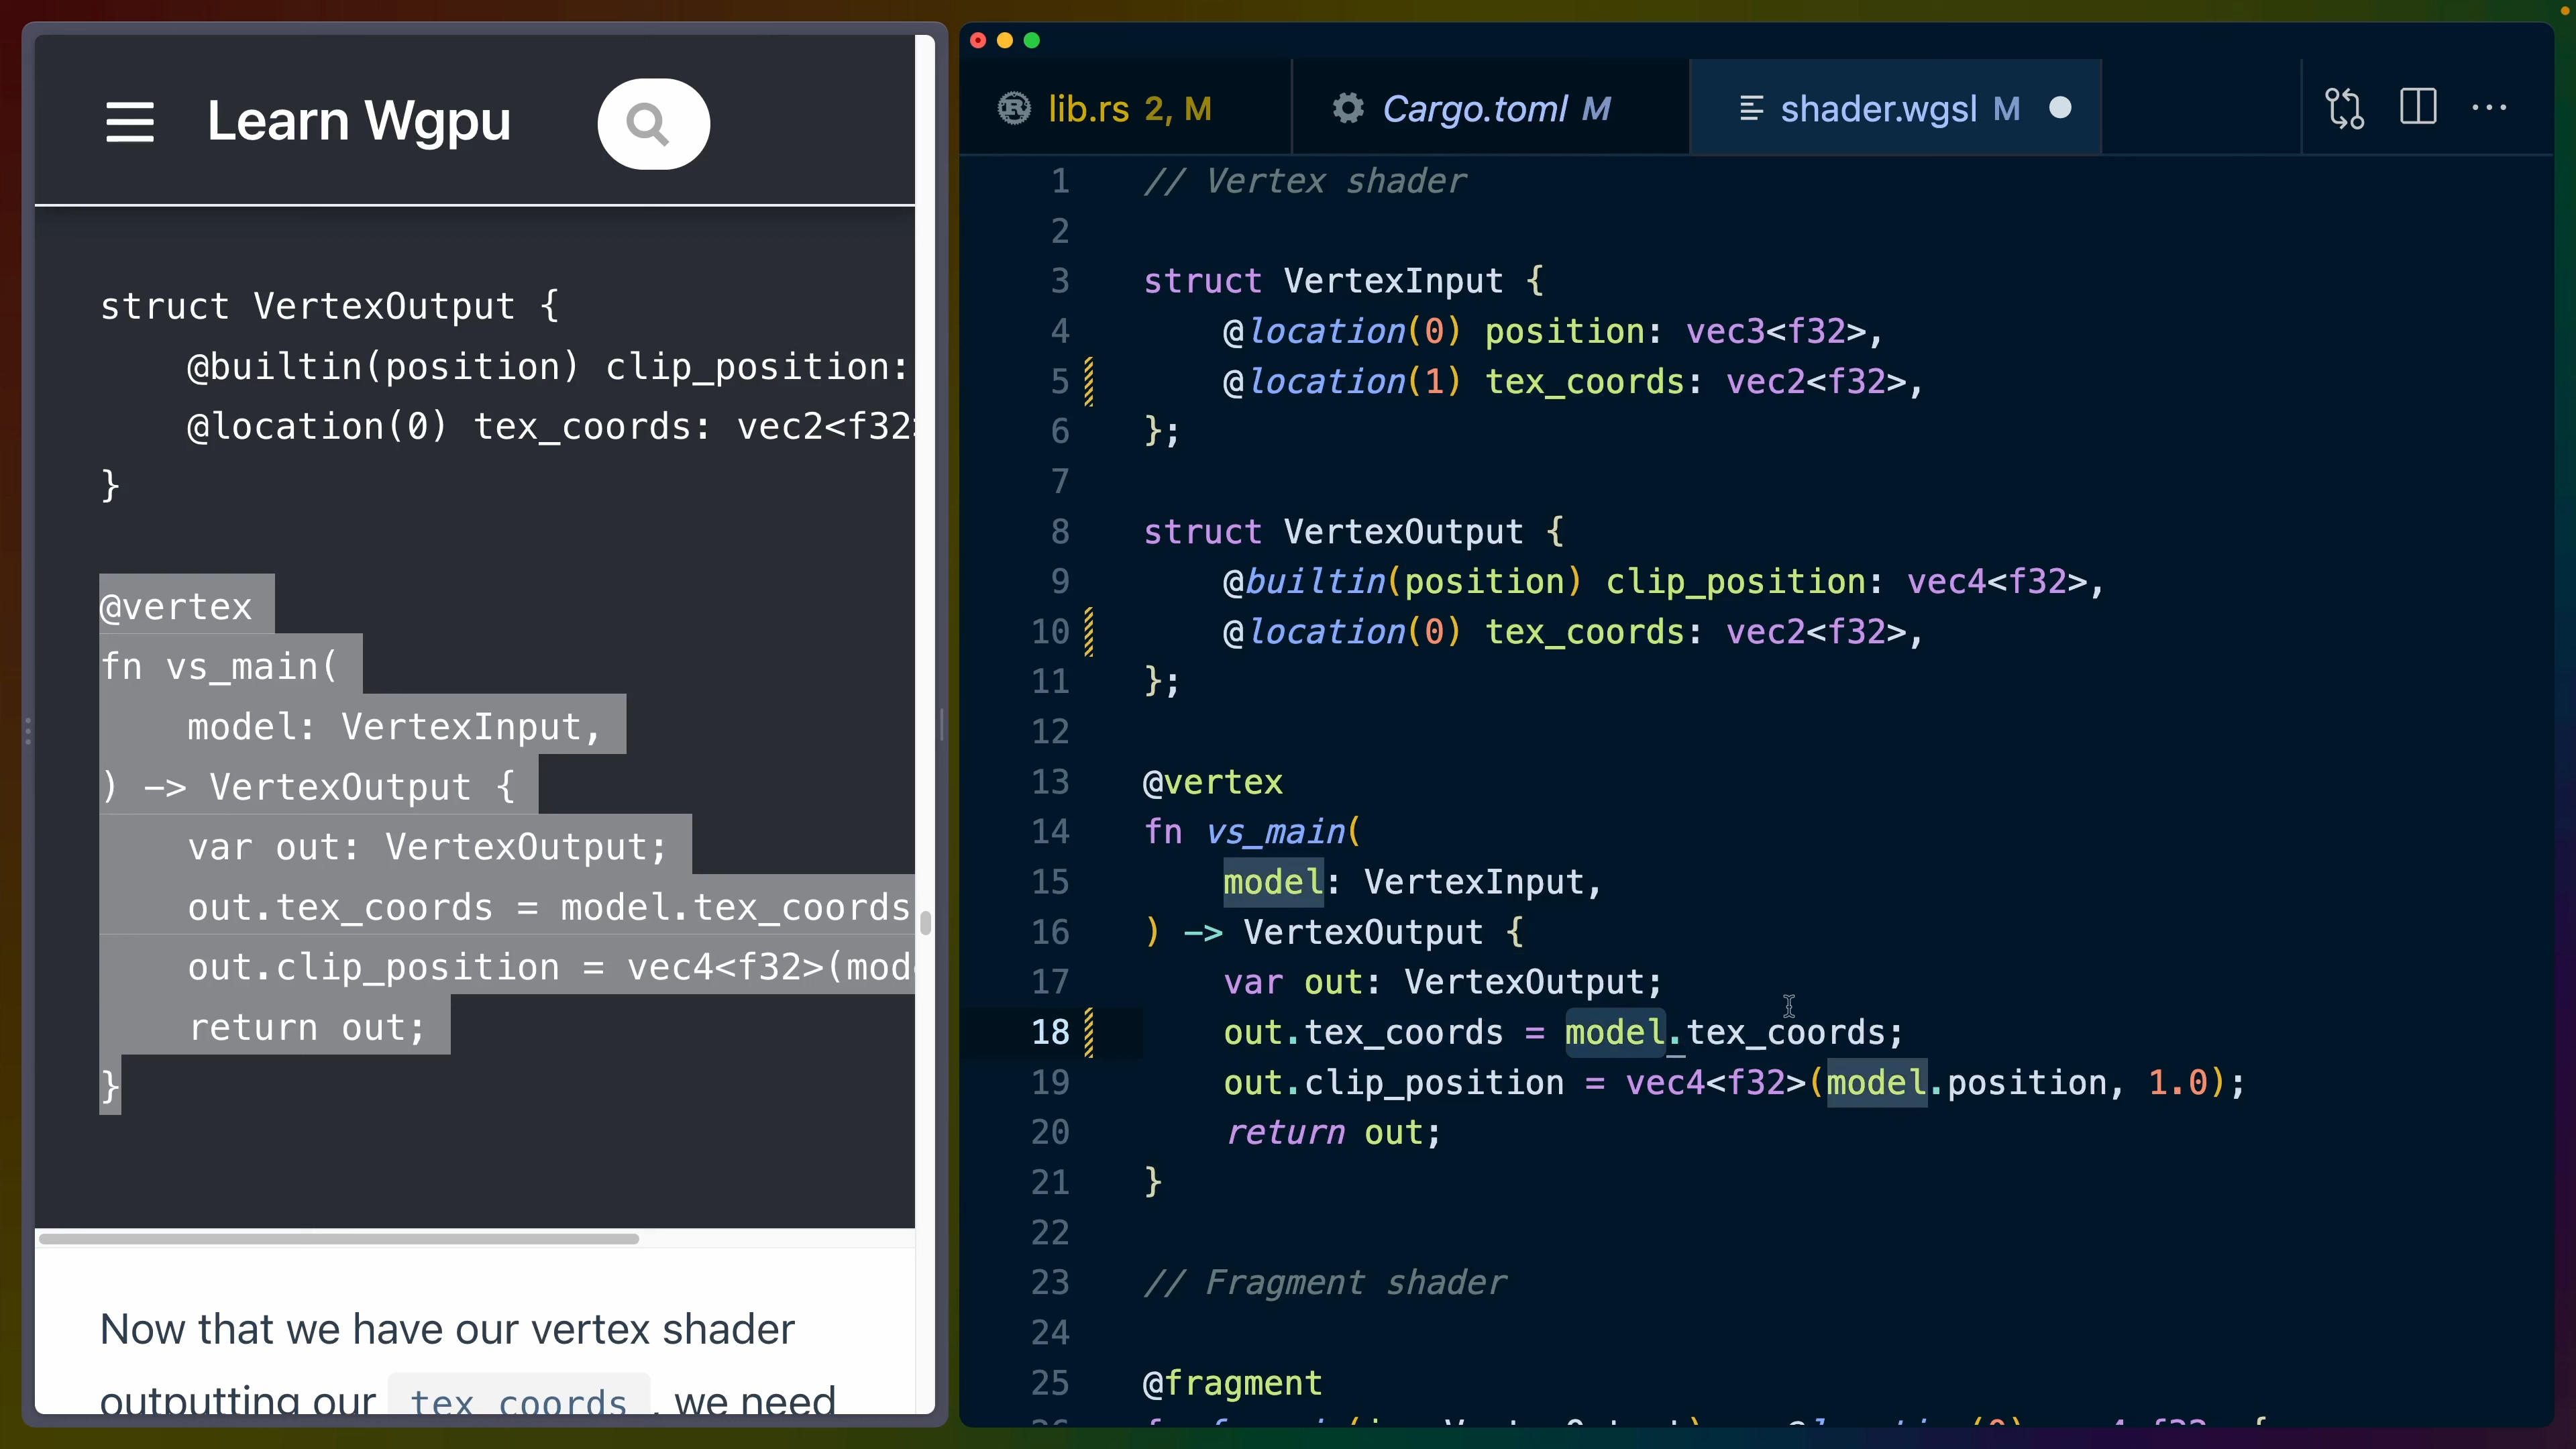 Learn Wgpu
struct VertexOutput {
@builtin(position) clip_position:
@location(0) tex_coords: vec2<f32>
}
@vertex
fn vs_main(
model: VertexInput,
) -> VertexOutput {
var out: VertexOutput;
out.tex_coords = model.tex_coords
out.clip_position = vec4<f32>(mod
return out;
}
Now that we have our vertex shader
outputting our tex_coords, we need
lib.rs 2, M
Cargo.toml M
shader.wgsl M
1 // Vertex shader
2
3 struct VertexInput {
4 @location(0) position: vec3<f32>,
5 @location(1) tex_coords: vec2<f32>,
6 };
7
8 struct VertexOutput {
9 @builtin(position) clip_position: vec4<f32>,
10 @location(0) tex_coords: vec2<f32>,
11 };
12
13 @vertex
14 fn vs_main(
15 model: VertexInput,
16 ) -> VertexOutput {
17 var out: VertexOutput;
18 out.tex_coords = model.tex_coords;
19 out.clip_position = vec4<f32>(model.position, 1.0);
20 return out;
21 }
22
23 // Fragment shader
24
25 @fragment